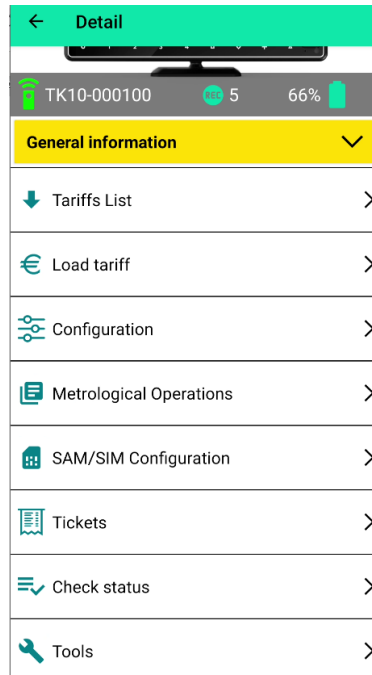 Detail
TK10-000100 REC 5 66%
General information
Tariffs List
Load tariff
Configuration
Metrological Operations
SAM/SIM Configuration
Tickets
Check status
Tools